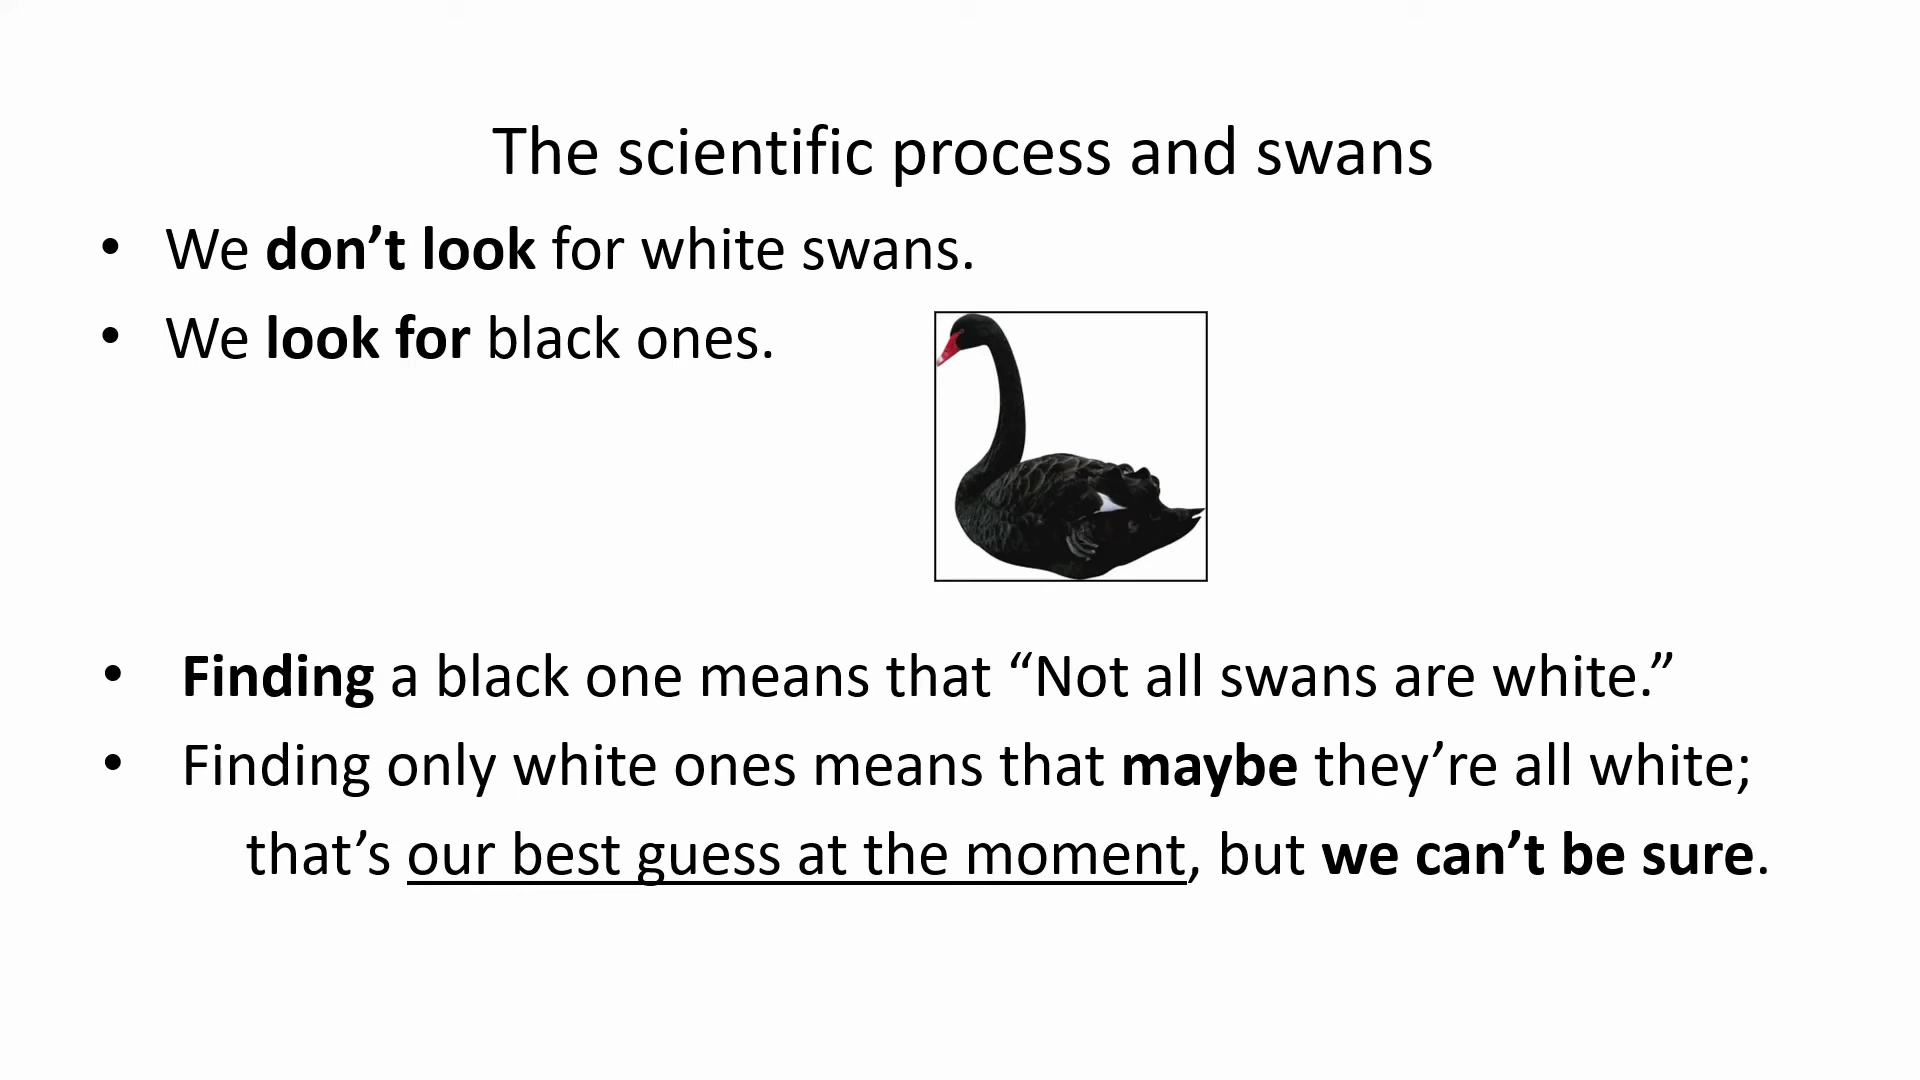 The scientific process and swans
• We don’t look for white swans.
• We look for black ones.
• Finding a black one means that “Not all swans are white.”
• Finding only white ones means that maybe they’re all white;
that’s our best guess at the moment, but we can’t be sure.